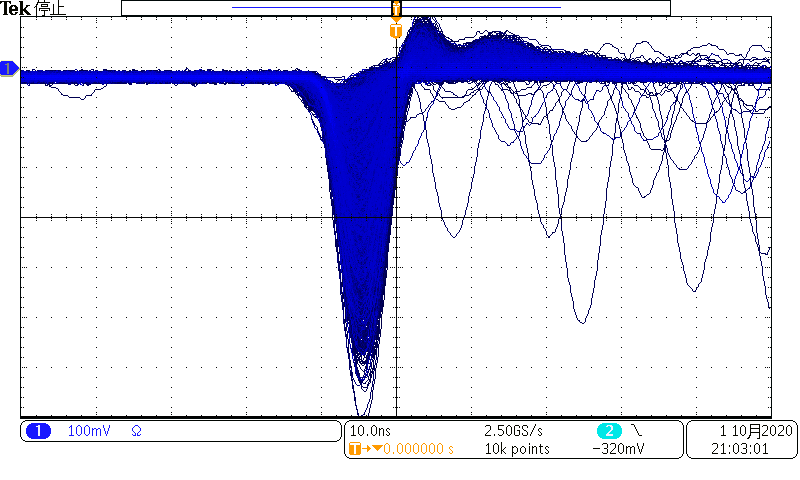 Tek 停止
T
T
1
1 100mV Ω
10.0ns 2.50GS/s 2 -320mV
T→▼0.000000 s 10k points
1 10月2020
21:03:01